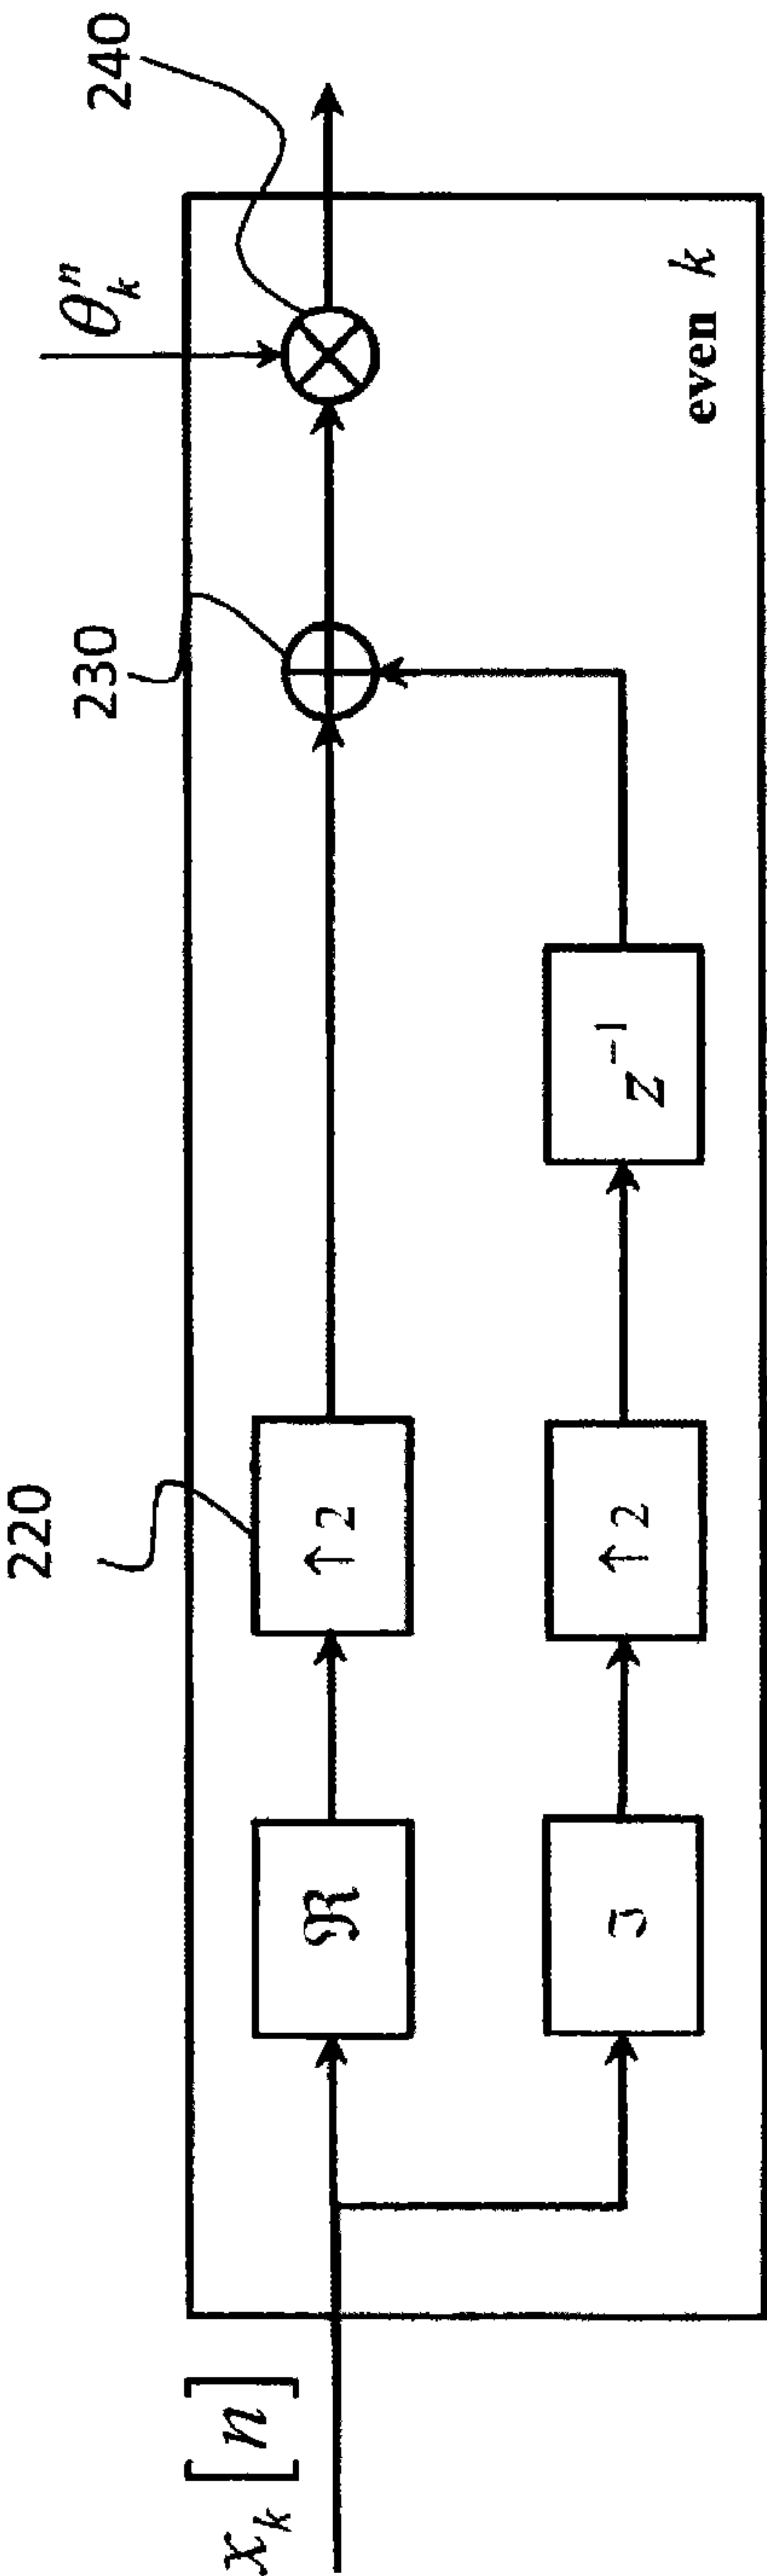 x_k [n]
ℜ
↑2
220
230
θ_k^n
240
ℑ
↑2
z^{-1}
even k